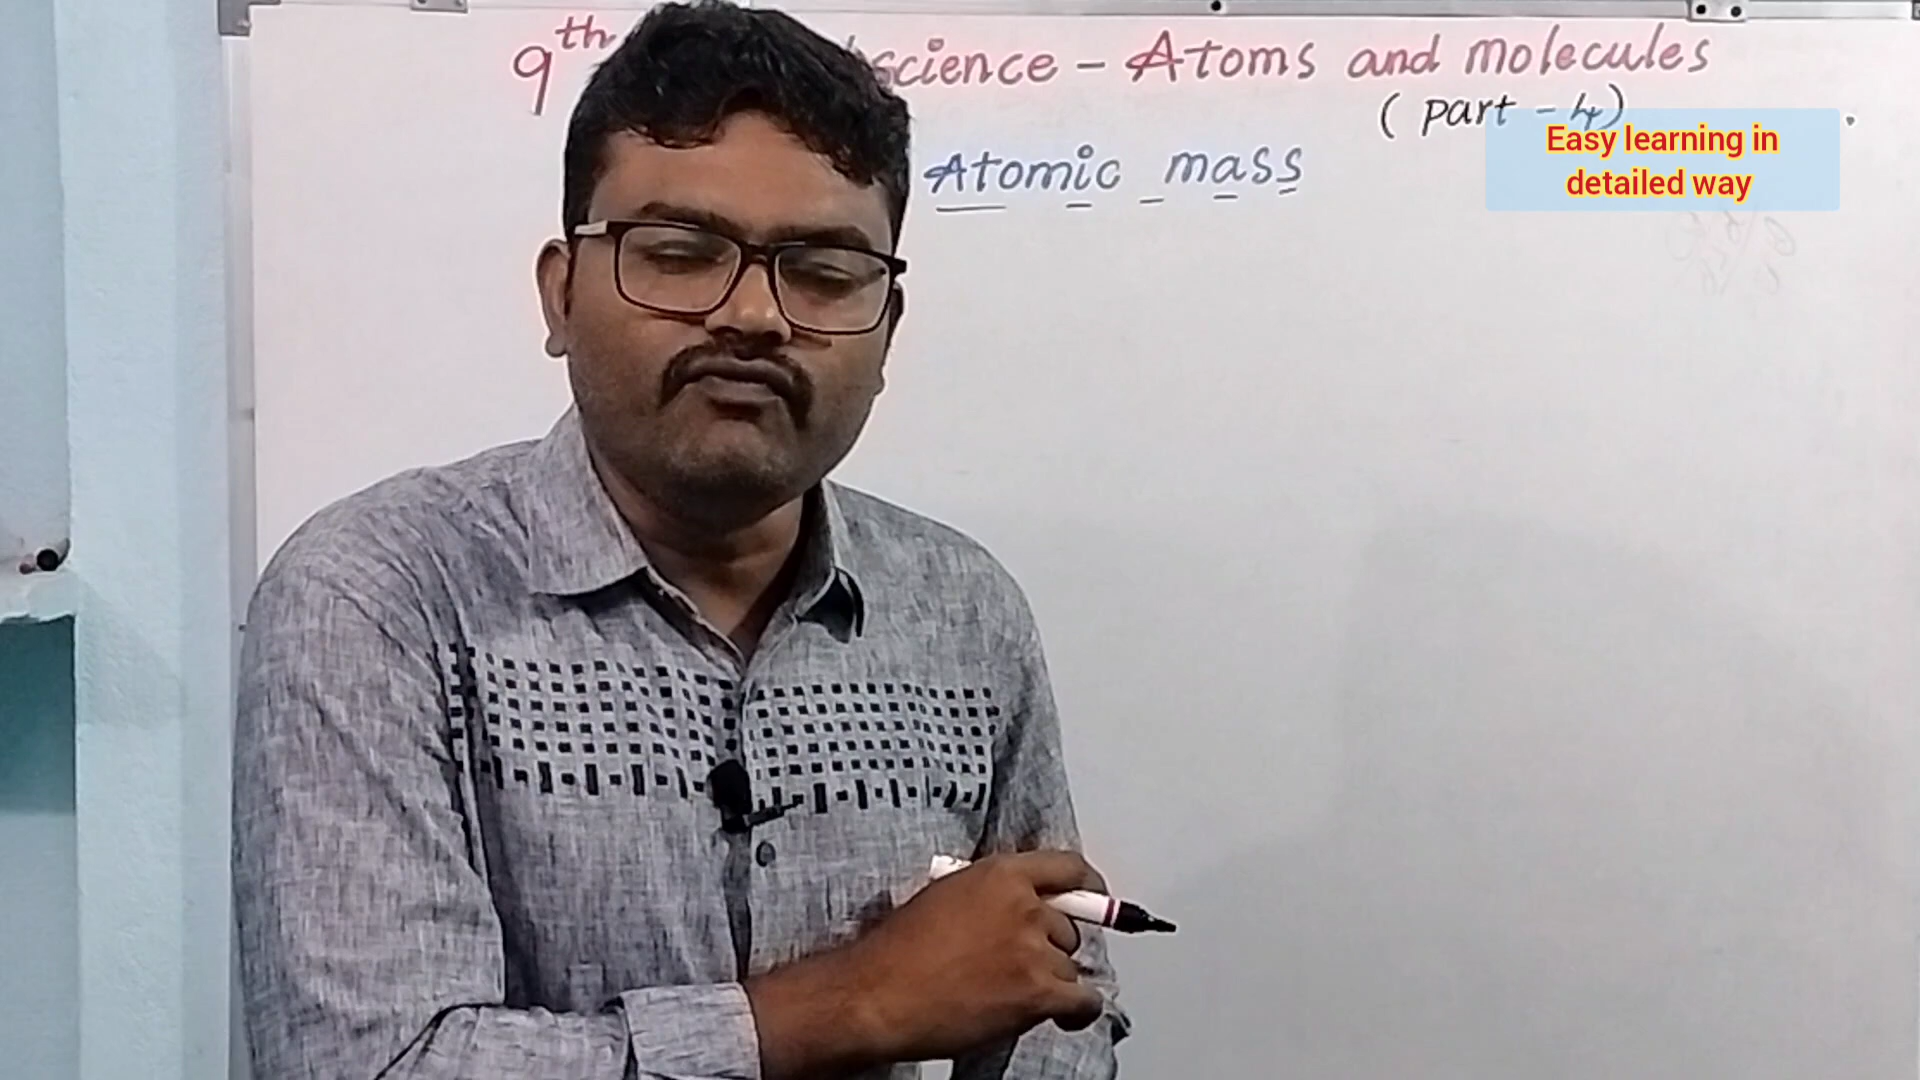 9th science - Atoms and molecules
(part - 4)
Easy learning in
detailed way
Atomic mass